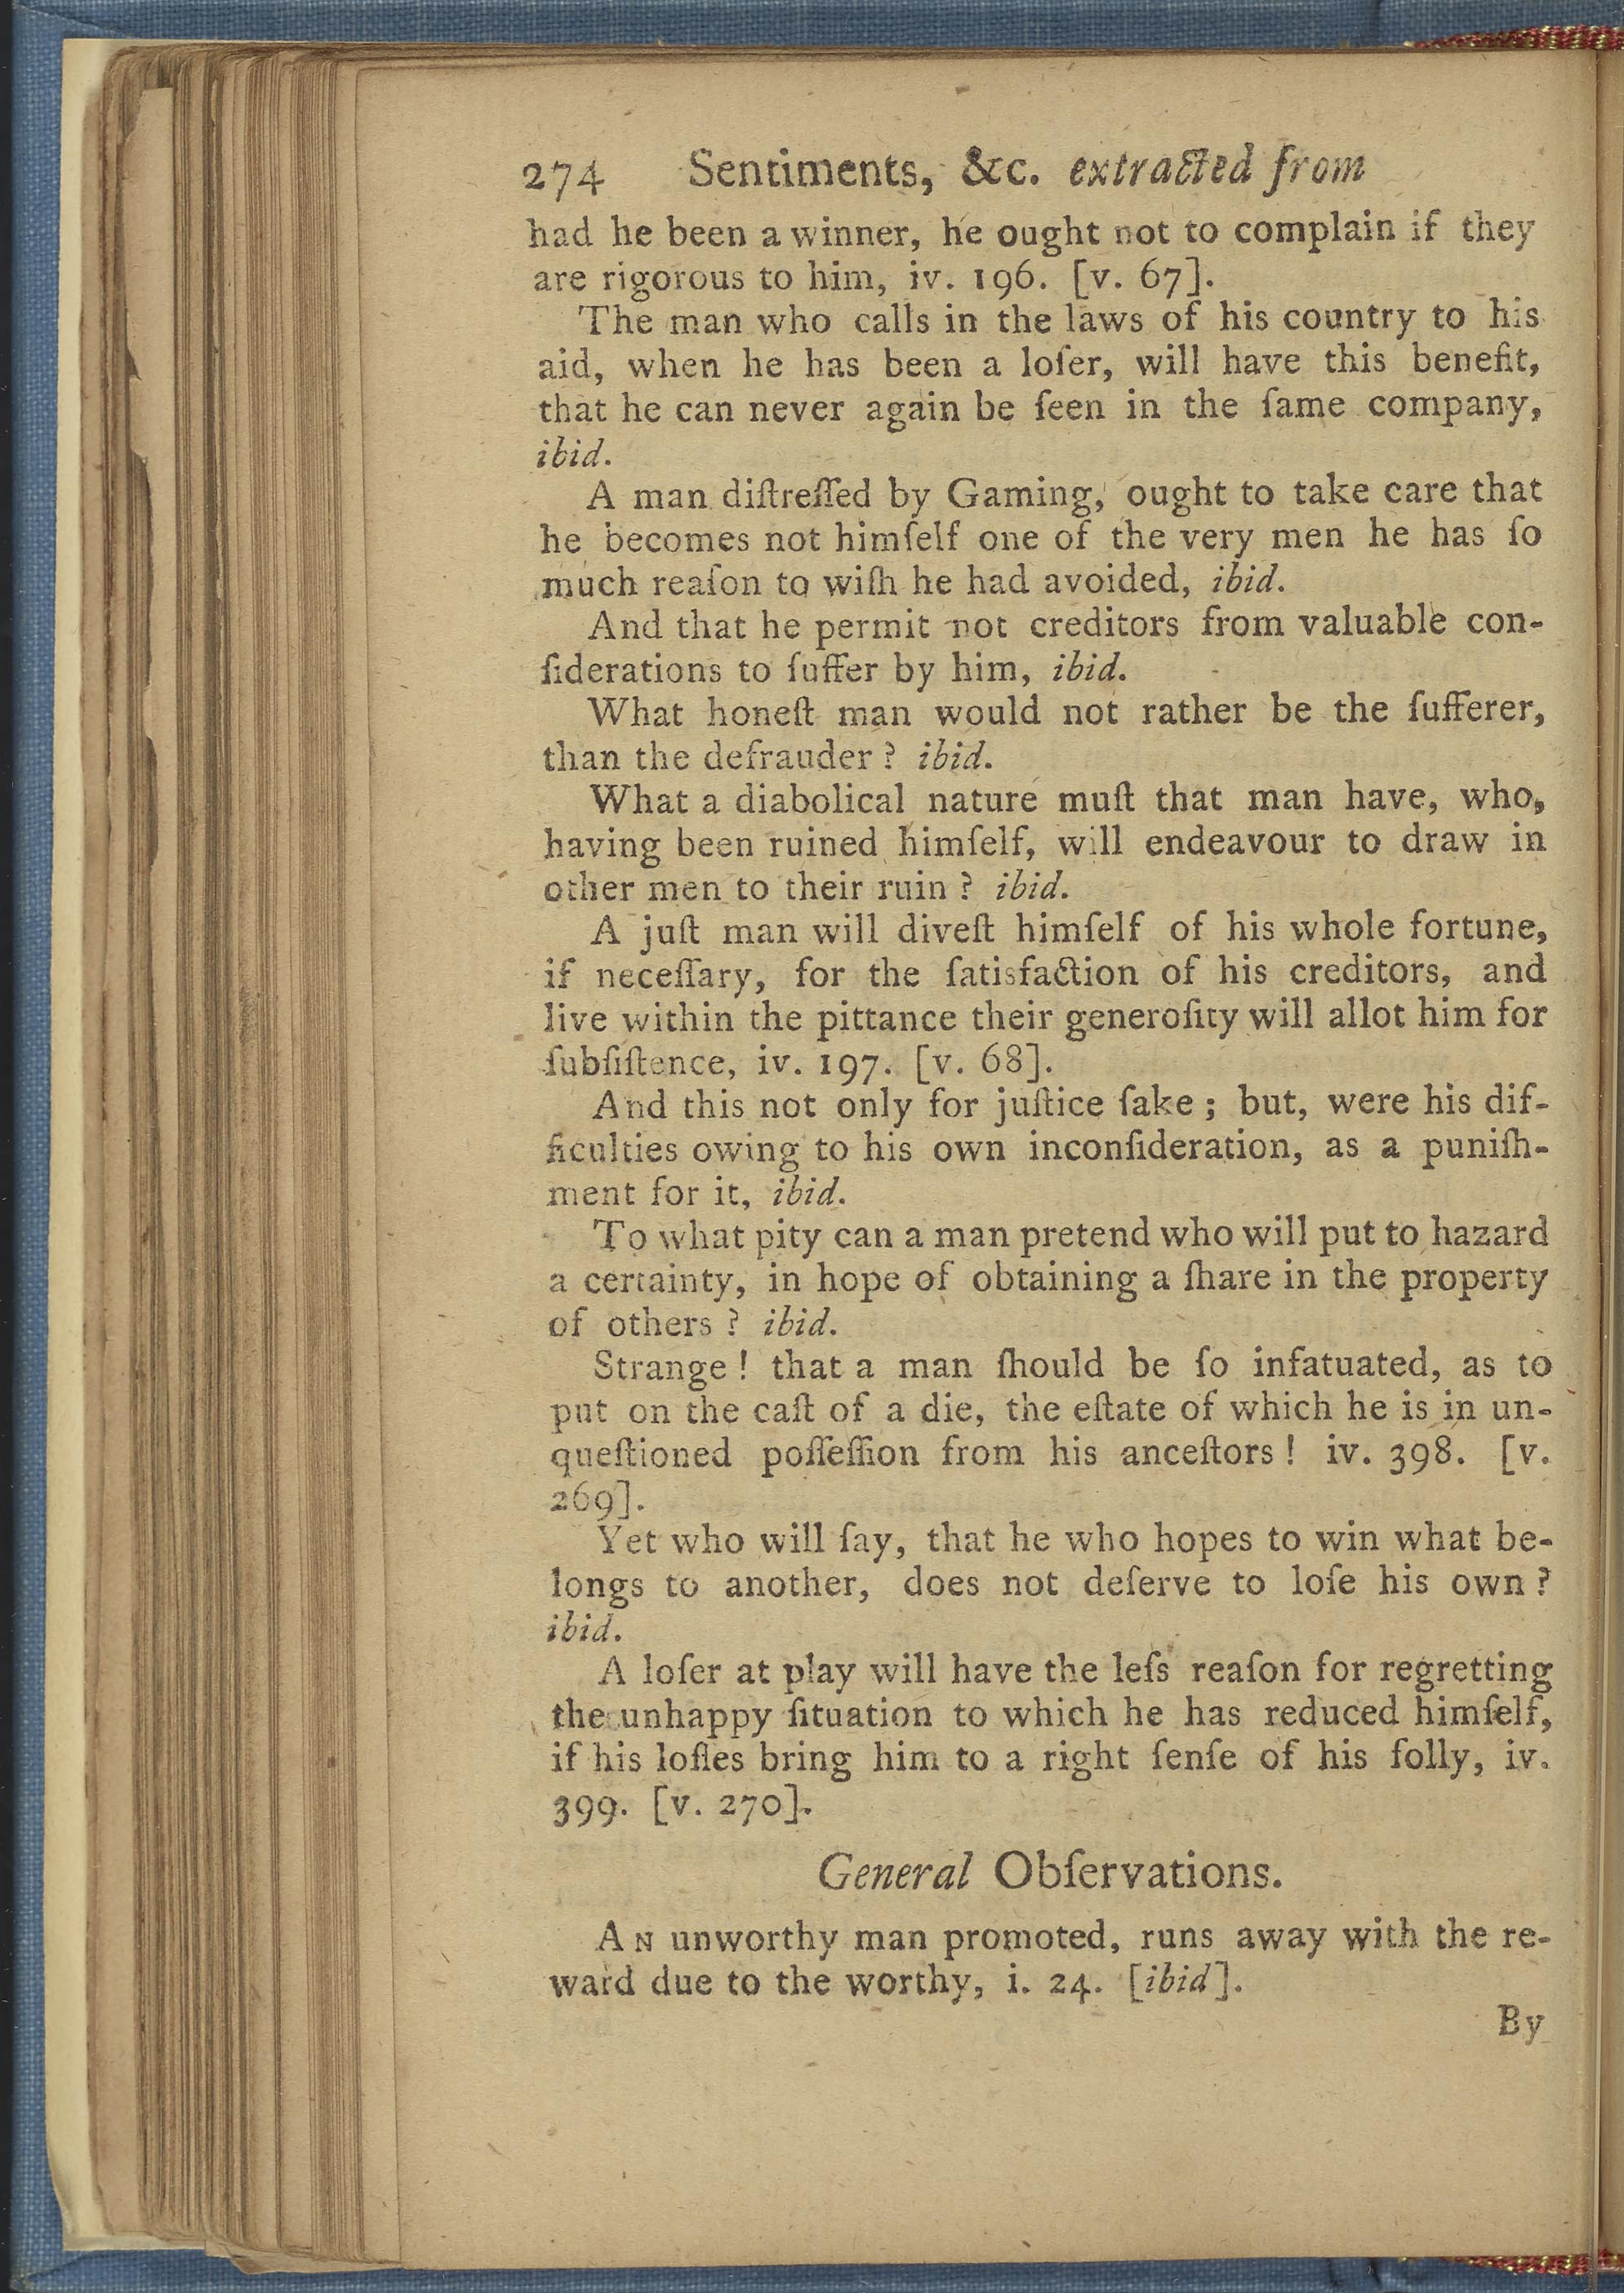 274 Sentiments, &c. extracted from
had he been a winner, he ought not to complain if they
are rigorous to him, iv. 196. [v. 67].
The man who calls in the laws of his country to his
aid, when he has been a loſer, will have this benefit,
that he can never again be ſeen in the ſame company,
ibid.
A man diſtreſſed by Gaming, ought to take care that
he becomes not himſelf one of the very men he has ſo
much reaſon to wiſh he had avoided, ibid.
And that he permit not creditors from valuable con-
ſiderations to ſuffer by him, ibid.
What honeſt man would not rather be the ſufferer,
than the defrauder? ibid.
What a diabolical nature muſt that man have, who,
having been ruined himſelf, will endeavour to draw in
other men to their ruin? ibid.
A juſt man will diveſt himſelf of his whole fortune,
if neceſſary, for the ſatisfaction of his creditors, and
live within the pittance their generoſity will allot him for
ſubſiſtence, iv. 197. [v. 68].
And this not only for juſtice ſake; but, were his dif-
ficulties owing to his own inconſideration, as a puniſh-
ment for it, ibid.
To what pity can a man pretend who will put to hazard
a certainty, in hope of obtaining a ſhare in the property
of others? ibid.
Strange! that a man ſhould be ſo infatuated, as to
put on the caſt of a die, the eſtate of which he is in un-
queſtioned poſſeſſion from his anceſtors! iv. 398. [v.
269].
Yet who will ſay, that he who hopes to win what be-
longs to another, does not deſerve to loſe his own?
ibid.
A loſer at play will have the leſs reaſon for regretting
the unhappy ſituation to which he has reduced himſelf,
if his loſſes bring him to a right ſenſe of his folly, iv.
399. [v. 270].
General Obſervations.
AN unworthy man promoted, runs away with the re-
ward due to the worthy, i. 24. [ibid].
By